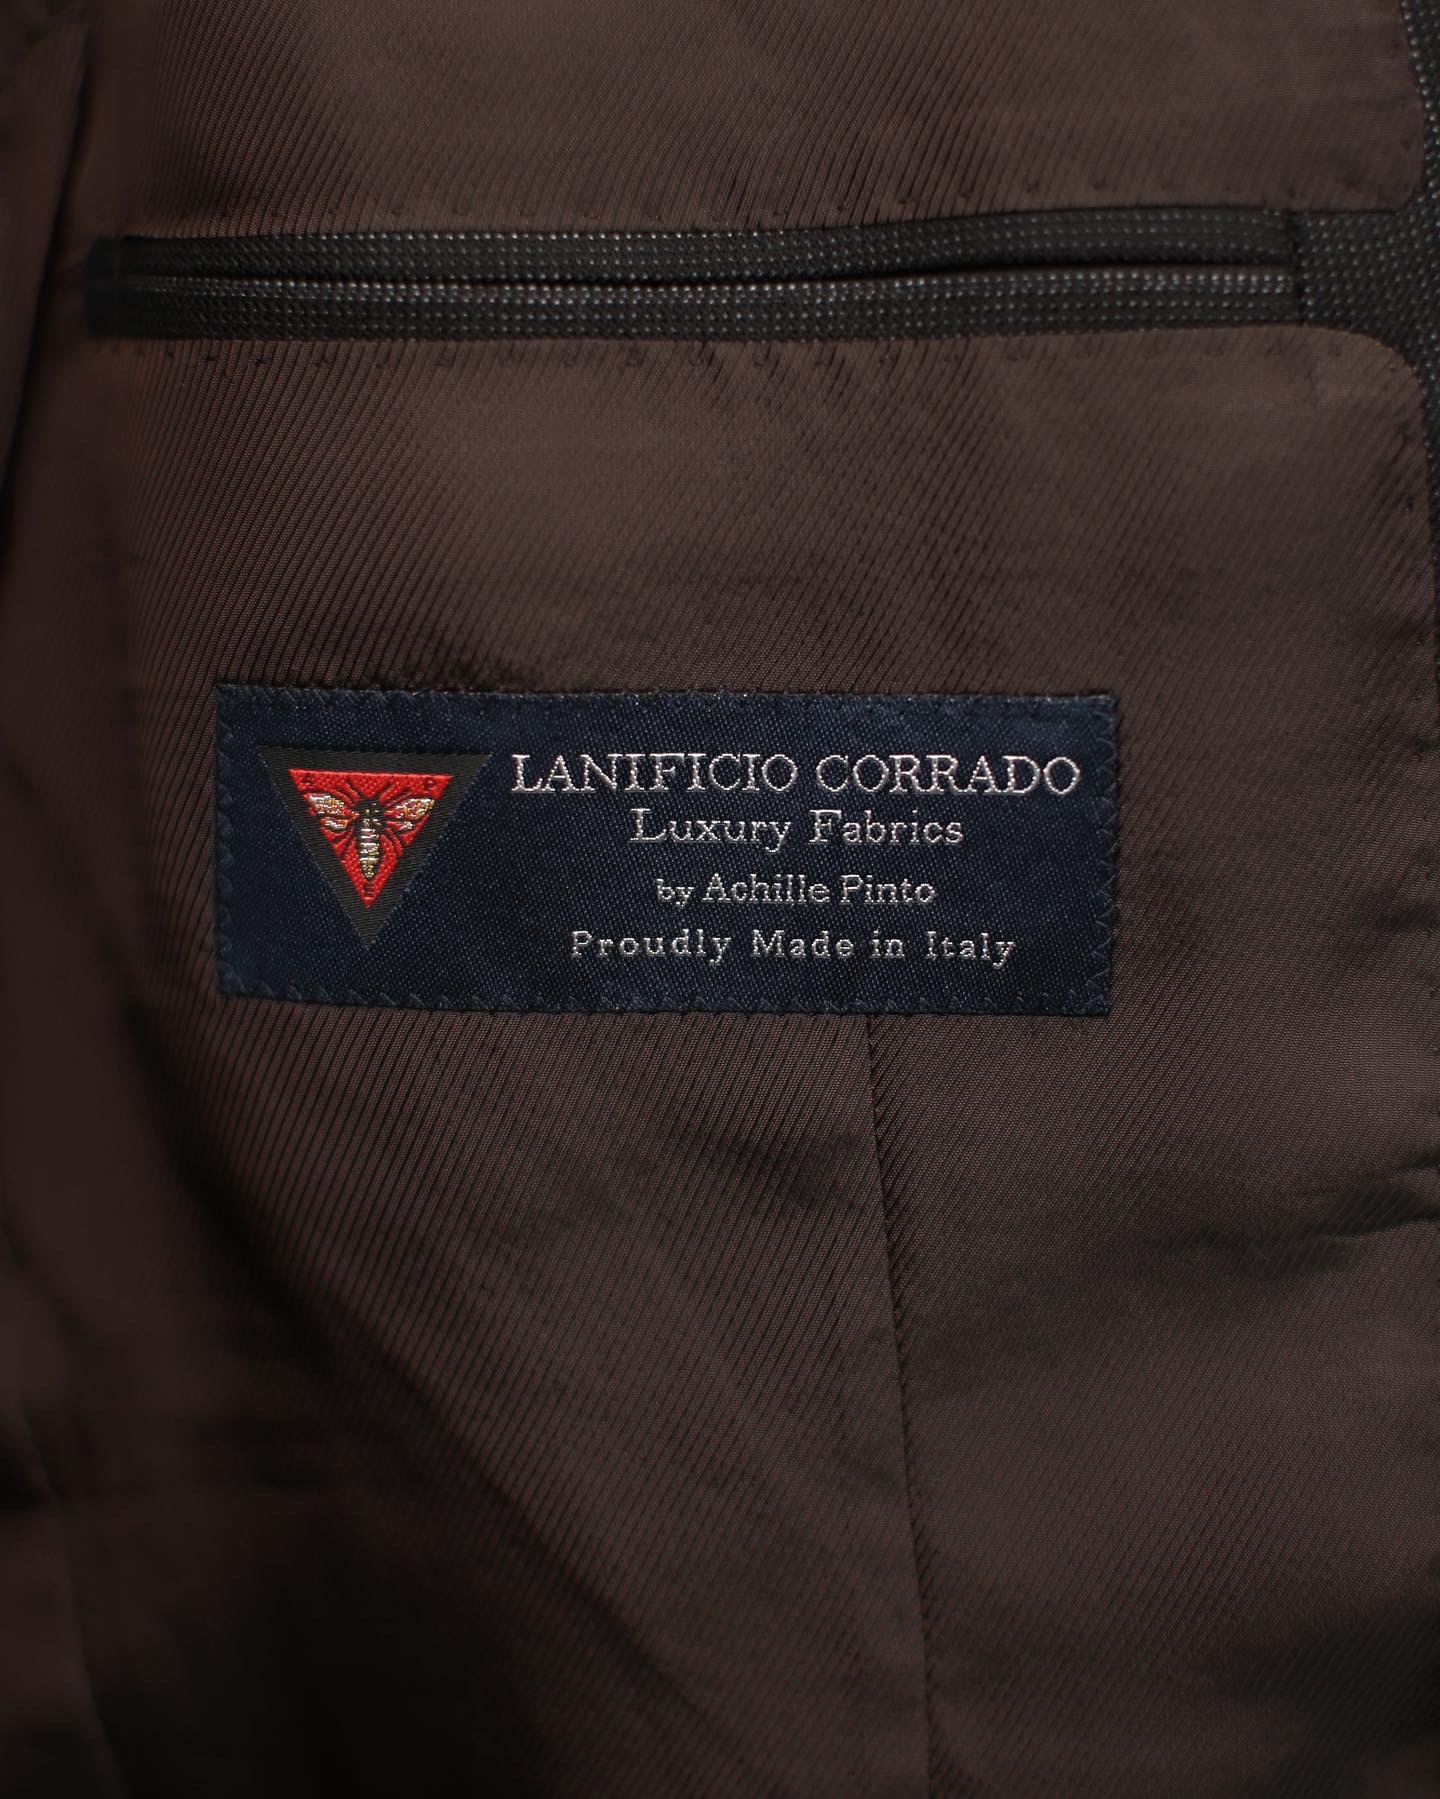 LANIFICIO CORRADO
Luxury Fabrics
by Achille Pinto
Proudly Made in Italy